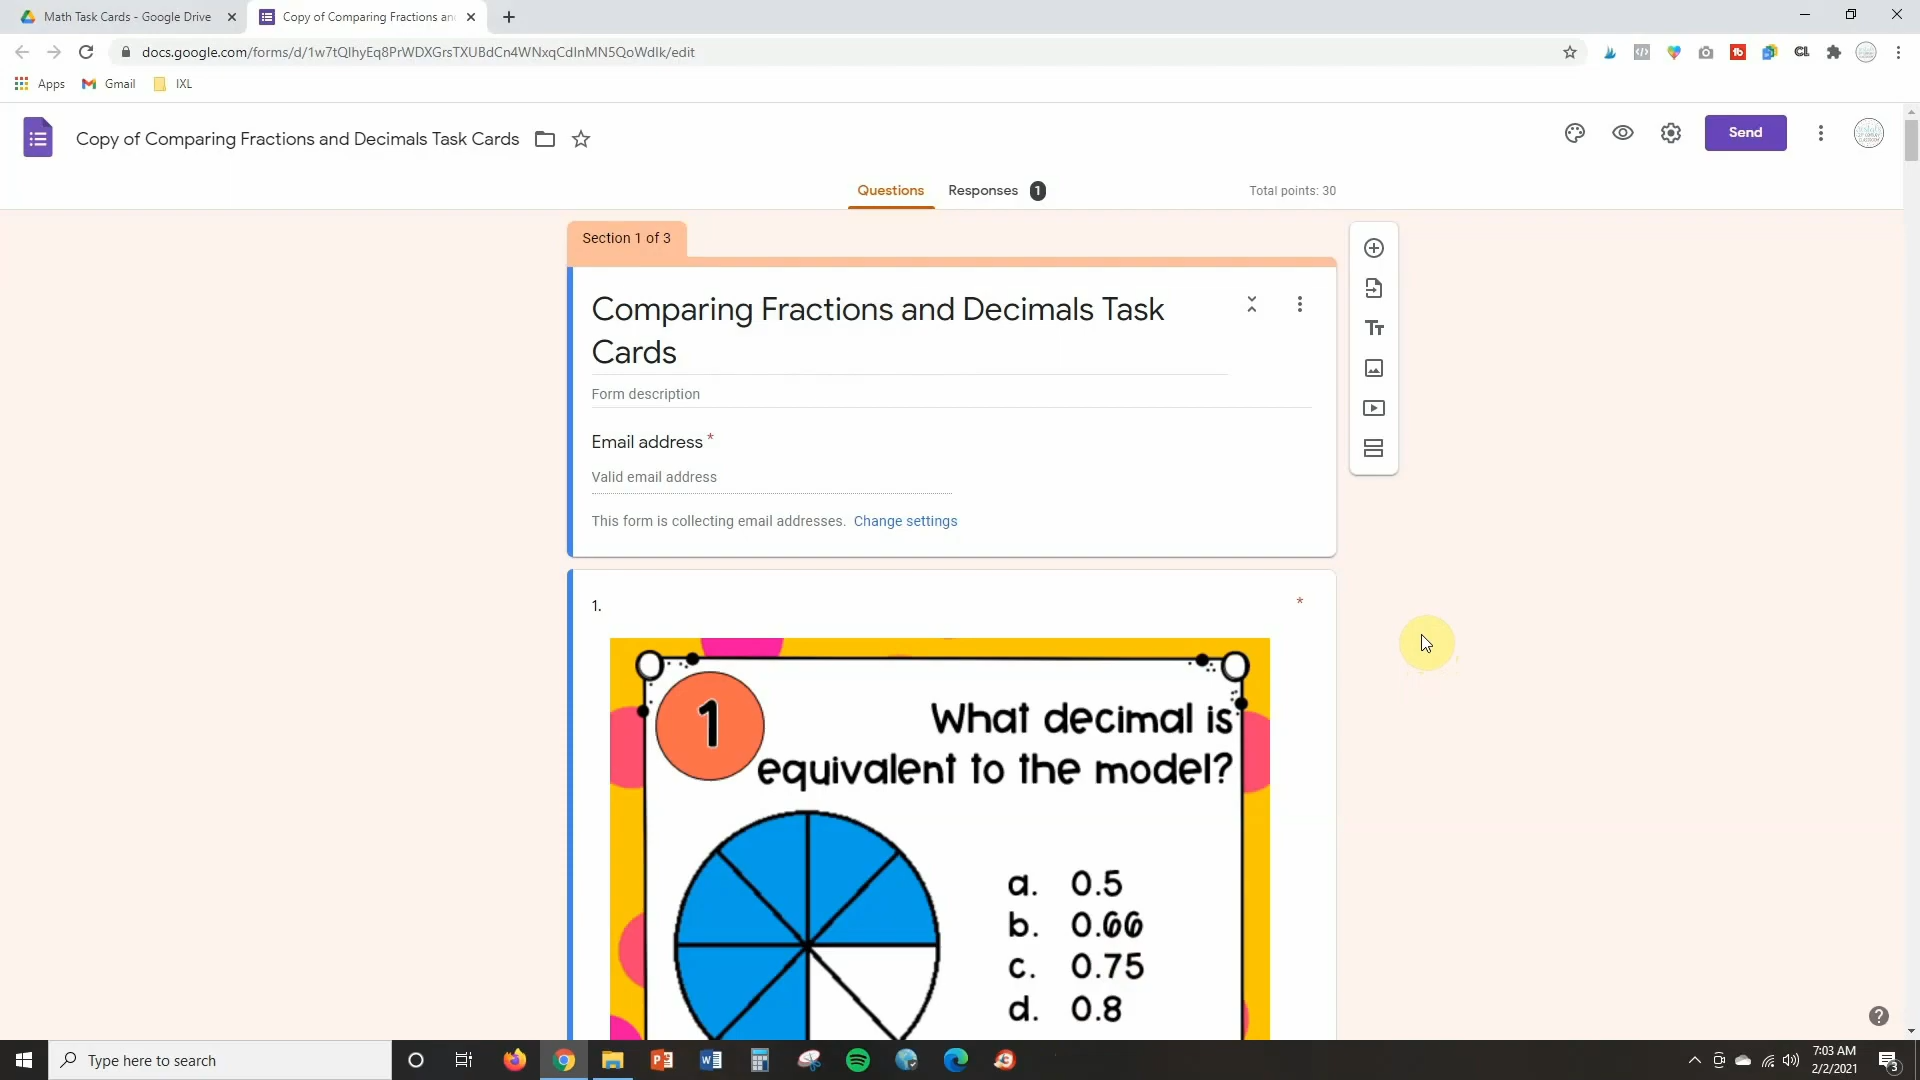 Math Task Cards - Google Drive
Copy of Comparing Fractions an
docs.google.com/forms/d/1w7tQlhyEq8PrWDXGrsTXUBdCn4WNxqCdInMN5QoWdIk/edit
Apps
Gmail
IXL
Copy of Comparing Fractions and Decimals Task Cards
Send
Questions
Responses 1
Total points: 30
Section 1 of 3
Comparing Fractions and Decimals Task
Cards
Form description
Email address *
Valid email address
This form is collecting email addresses. Change settings
1.
*
1
What decimal is
equivalent to the model?
a. 0.5
b. 0.66
c. 0.75
d. 0.8
Type here to search
7:03 AM
2/2/2021
3